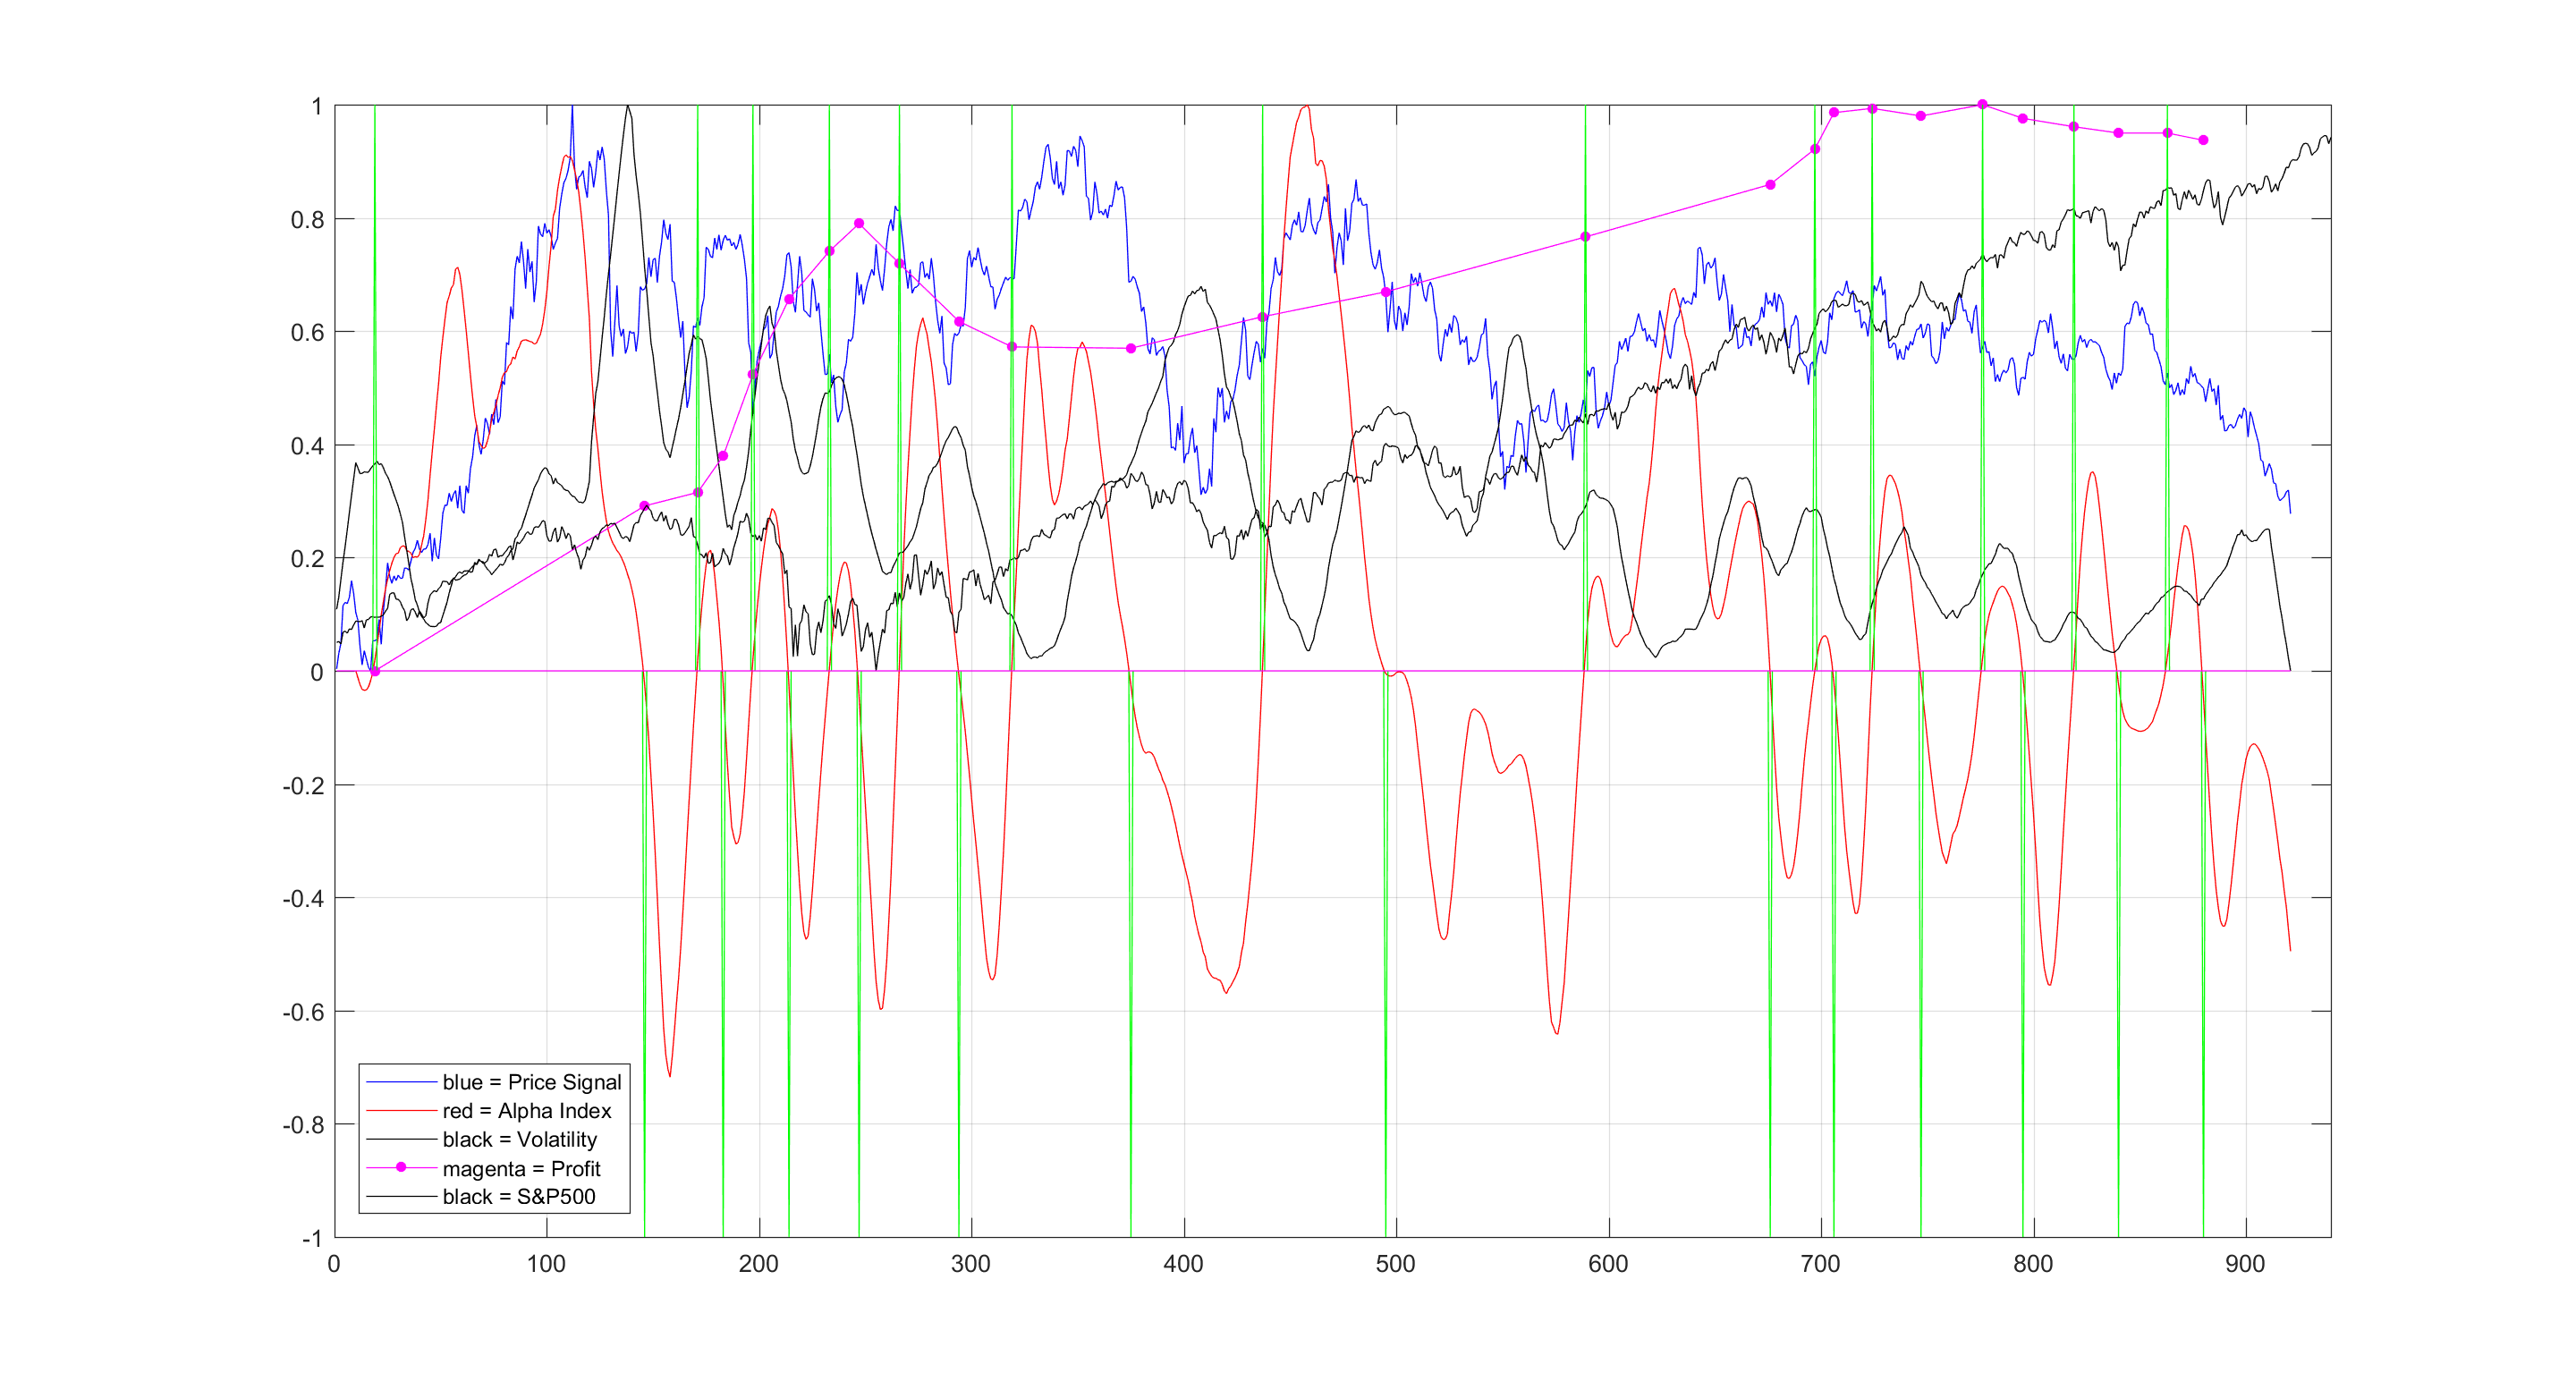 1
0.8
0.6
0.4
0.2
0
-0.2
-0.4
-0.6
-0.8
-1
blue = Price Signal
red = Alpha Index
black = Volatility
magenta = Profit
black = S&P500
0 100 200 300 400 500 600 700 800 900